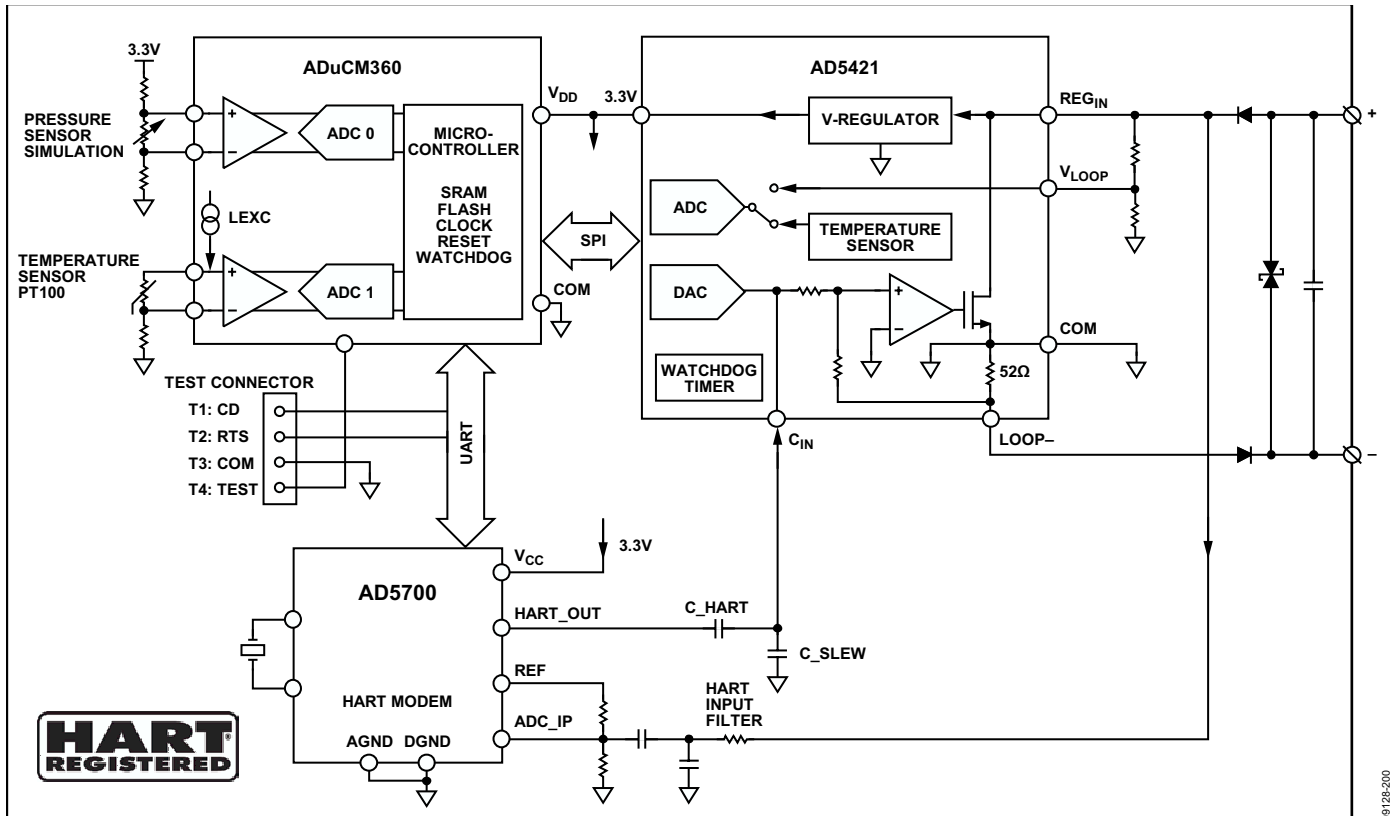 3.3V
PRESSURE
SENSOR
SIMULATION
ADuCM360
+
−
ADC 0
MICRO-
CONTROLLER
SRAM
FLASH
CLOCK
RESET
WATCHDOG
LEXC
TEMPERATURE
SENSOR
PT100
+
−
ADC 1
VDD
COM
3.3V
SPI
AD5421
V-REGULATOR
REGIN
VLOOP
ADC
TEMPERATURE
SENSOR
DAC
+
−
COM
52Ω
WATCHDOG
TIMER
CIN
LOOP−
+
−
TEST CONNECTOR
T1: CD
T2: RTS
T3: COM
T4: TEST
UART
AD5700
VCC
3.3V
HART_OUT
C_HART
C_SLEW
REF
HART
INPUT
FILTER
HART MODEM
ADC_IP
AGND DGND
HART®
REGISTERED